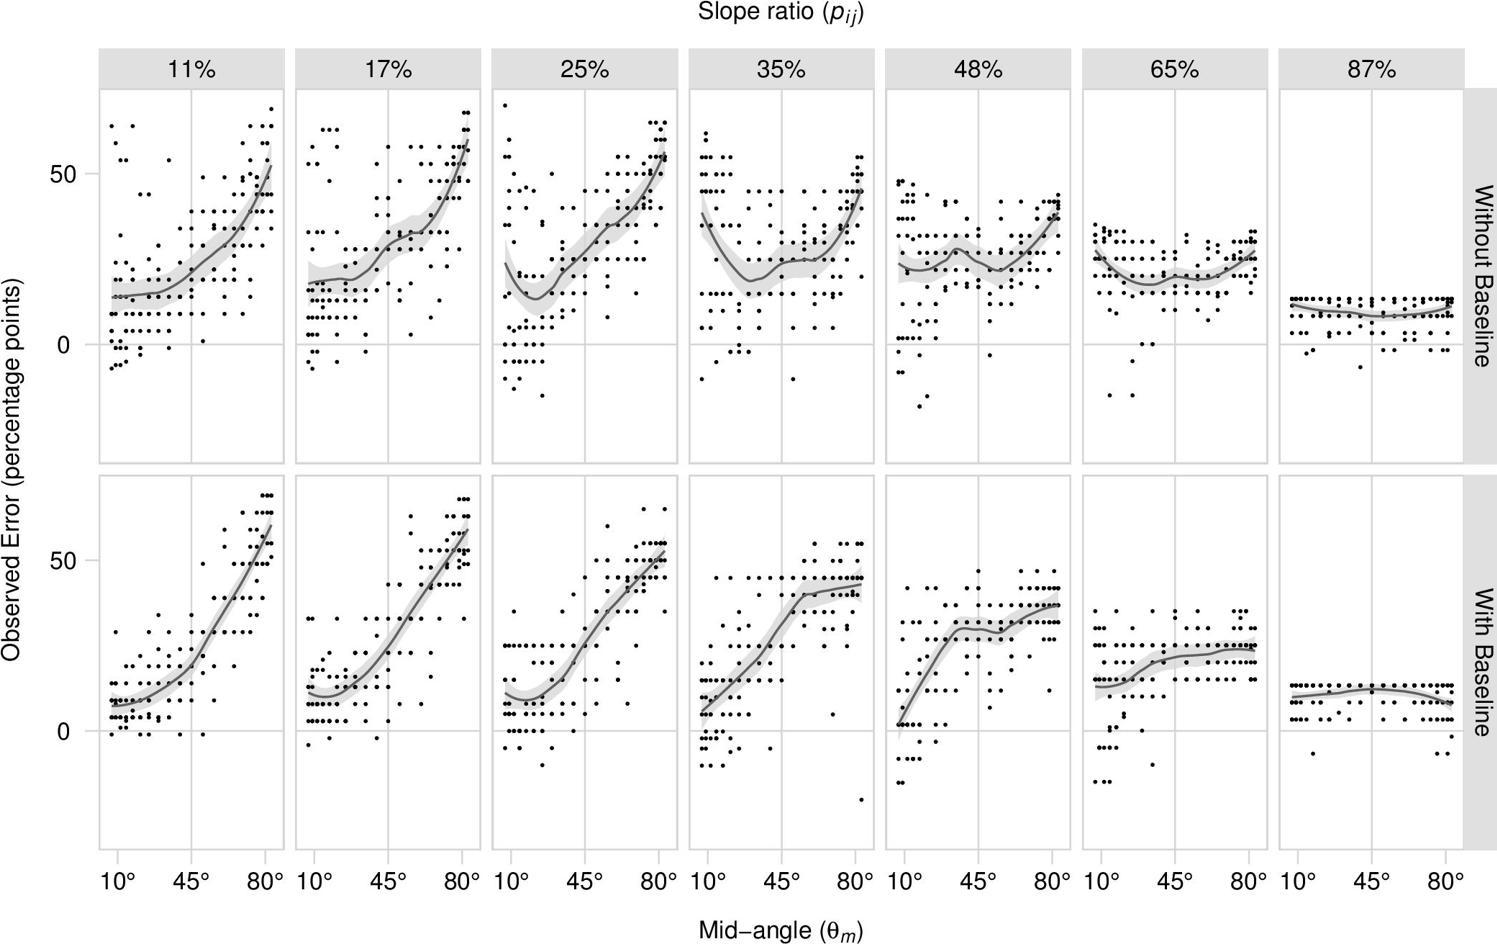 Slope ratio (pij)
11% 17% 25% 35% 48% 65% 87%
Observed Error (percentage points)
50
0
Without Baseline
50
0
With Baseline
10° 45° 80° 10° 45° 80° 10° 45° 80° 10° 45° 80° 10° 45° 80° 10° 45° 80° 10° 45° 80°
Mid−angle (θm)